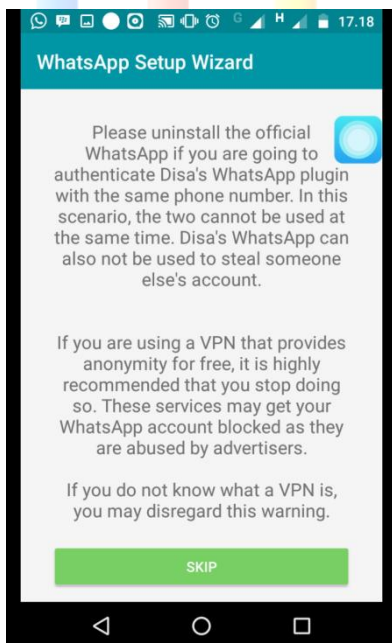 G H 17.18
WhatsApp Setup Wizard
Please uninstall the official
WhatsApp if you are going to
authenticate Disa's WhatsApp plugin
with the same phone number. In this
scenario, the two cannot be used at
the same time. Disa's WhatsApp can
also not be used to steal someone
else's account.
If you are using a VPN that provides
anonymity for free, it is highly
recommended that you stop doing
so. These services may get your
WhatsApp account blocked as they
are abused by advertisers.
If you do not know what a VPN is,
you may disregard this warning.
SKIP